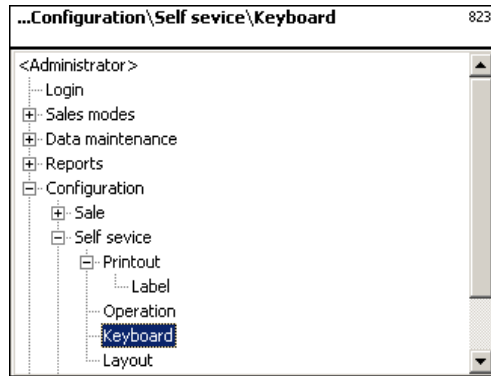 ...Configuration\Self sevice\Keyboard 823
<Administrator>
Login
Sales modes
Data maintenance
Reports
Configuration
Sale
Self sevice
Printout
Label
Operation
Keyboard
Layout